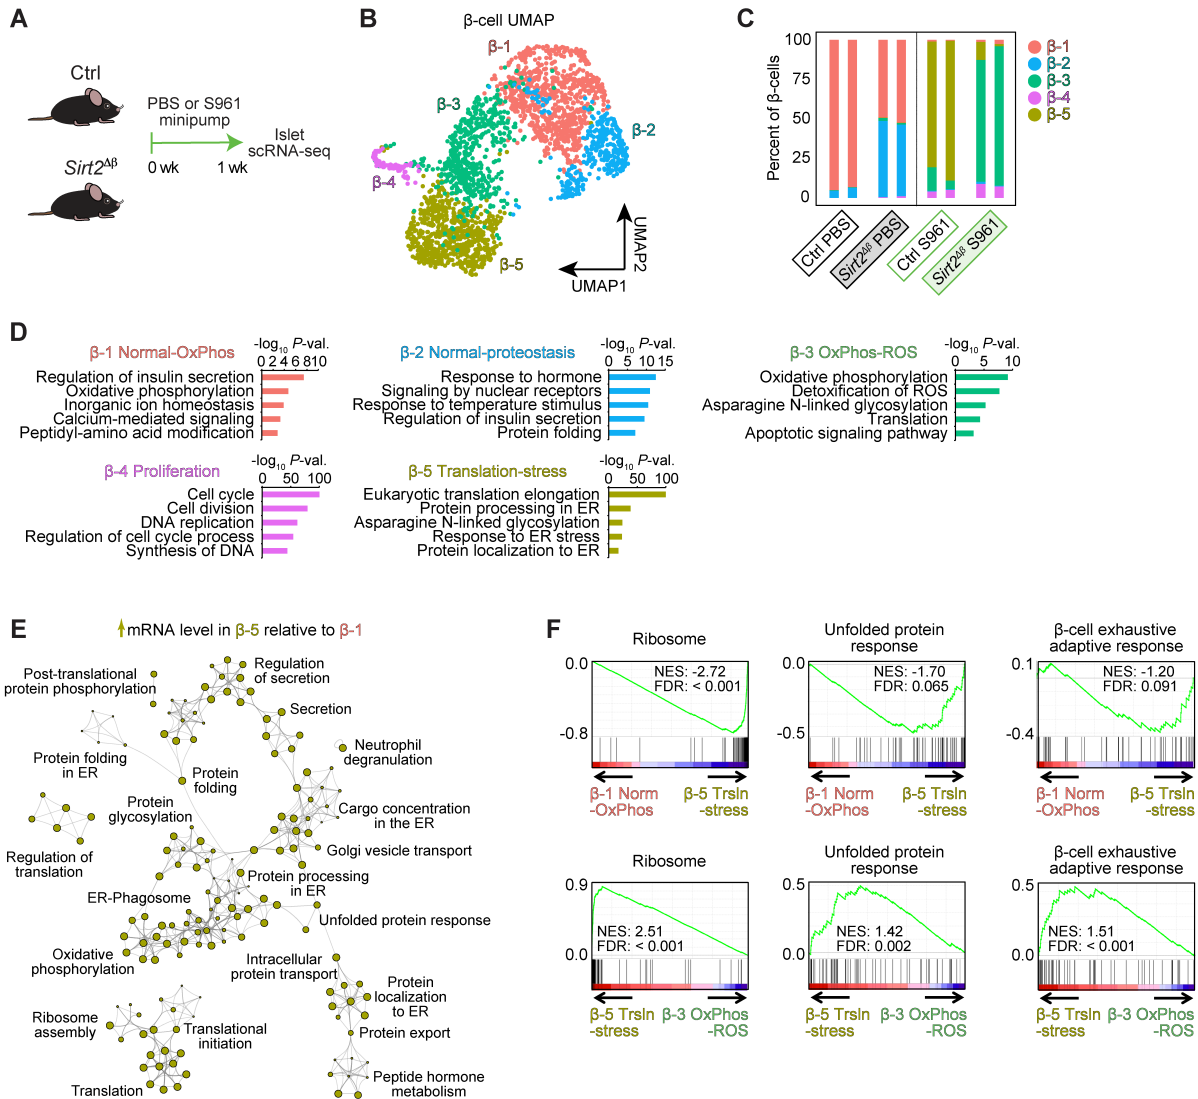 A
Ctrl
Sirt2Δβ
PBS or S961
minipump
0 wk
1 wk
Islet
scRNA-seq
B
β-cell UMAP
β-1
β-3
β-2
β-4
β-5
UMAP2
UMAP1
C
Percent of β-cells
100
75
50
25
0
Ctrl PBS
Sirt2Δβ PBS
Ctrl S961
Sirt2Δβ S961
β-1
β-2
β-3
β-4
β-5
D
β-1 Normal-OxPhos
-log10 P-val.
0 2 4 6 8 10
Regulation of insulin secretion
Oxidative phosphorylation
Inorganic ion homeostasis
Calcium-mediated signaling
Peptidyl-amino acid modification
β-2 Normal-proteostasis
-log10 P-val.
0 5 10 15
Response to hormone
Signaling by nuclear receptors
Response to temperature stimulus
Regulation of insulin secretion
Protein folding
β-3 OxPhos-ROS
-log10 P-val.
0 5 10
Oxidative phosphorylation
Detoxification of ROS
Asparagine N-linked glycosylation
Translation
Apoptotic signaling pathway
β-4 Proliferation
-log10 P-val.
0 50 100
Cell cycle
Cell division
DNA replication
Regulation of cell cycle process
Synthesis of DNA
β-5 Translation-stress
-log10 P-val.
0 50 100
Eukaryotic translation elongation
Protein processing in ER
Asparagine N-linked glycosylation
Response to ER stress
Protein localization to ER
E
mRNA level in β-5 relative to β-1
Post-translational
protein phosphorylation
Regulation
of secretion
Secretion
Protein folding
in ER
Protein
folding
Neutrophil
degranulation
Protein
glycosylation
Cargo concentration
in the ER
Regulation of
translation
Golgi vesicle transport
Protein processing
in ER
ER-Phagosome
Unfolded protein response
Oxidative
phosphorylation
Intracellular
protein transport
Protein
localization
to ER
Ribosome
assembly
Translational
initiation
Protein export
Translation
Peptide hormone
metabolism
F
Ribosome
0.0
-0.8
NES: -2.72
FDR: < 0.001
β-1 Norm
-OxPhos
β-5 Trsln
-stress
Unfolded protein
response
0.0
-0.5
NES: -1.70
FDR: 0.065
β-1 Norm
-OxPhos
β-5 Trsln
-stress
β-cell exhaustive
adaptive response
0.1
-0.4
NES: -1.20
FDR: 0.091
β-1 Norm
-OxPhos
β-5 Trsln
-stress
Ribosome
0.9
0.0
NES: 2.51
FDR: < 0.001
β-5 Trsln
-stress
β-3 OxPhos
-ROS
Unfolded protein
response
0.5
0.0
NES: 1.42
FDR: 0.002
β-5 Trsln
-stress
β-3 OxPhos
-ROS
β-cell exhaustive
adaptive response
0.5
0.0
NES: 1.51
FDR: < 0.001
β-5 Trsln
-stress
β-3 OxPhos
-ROS